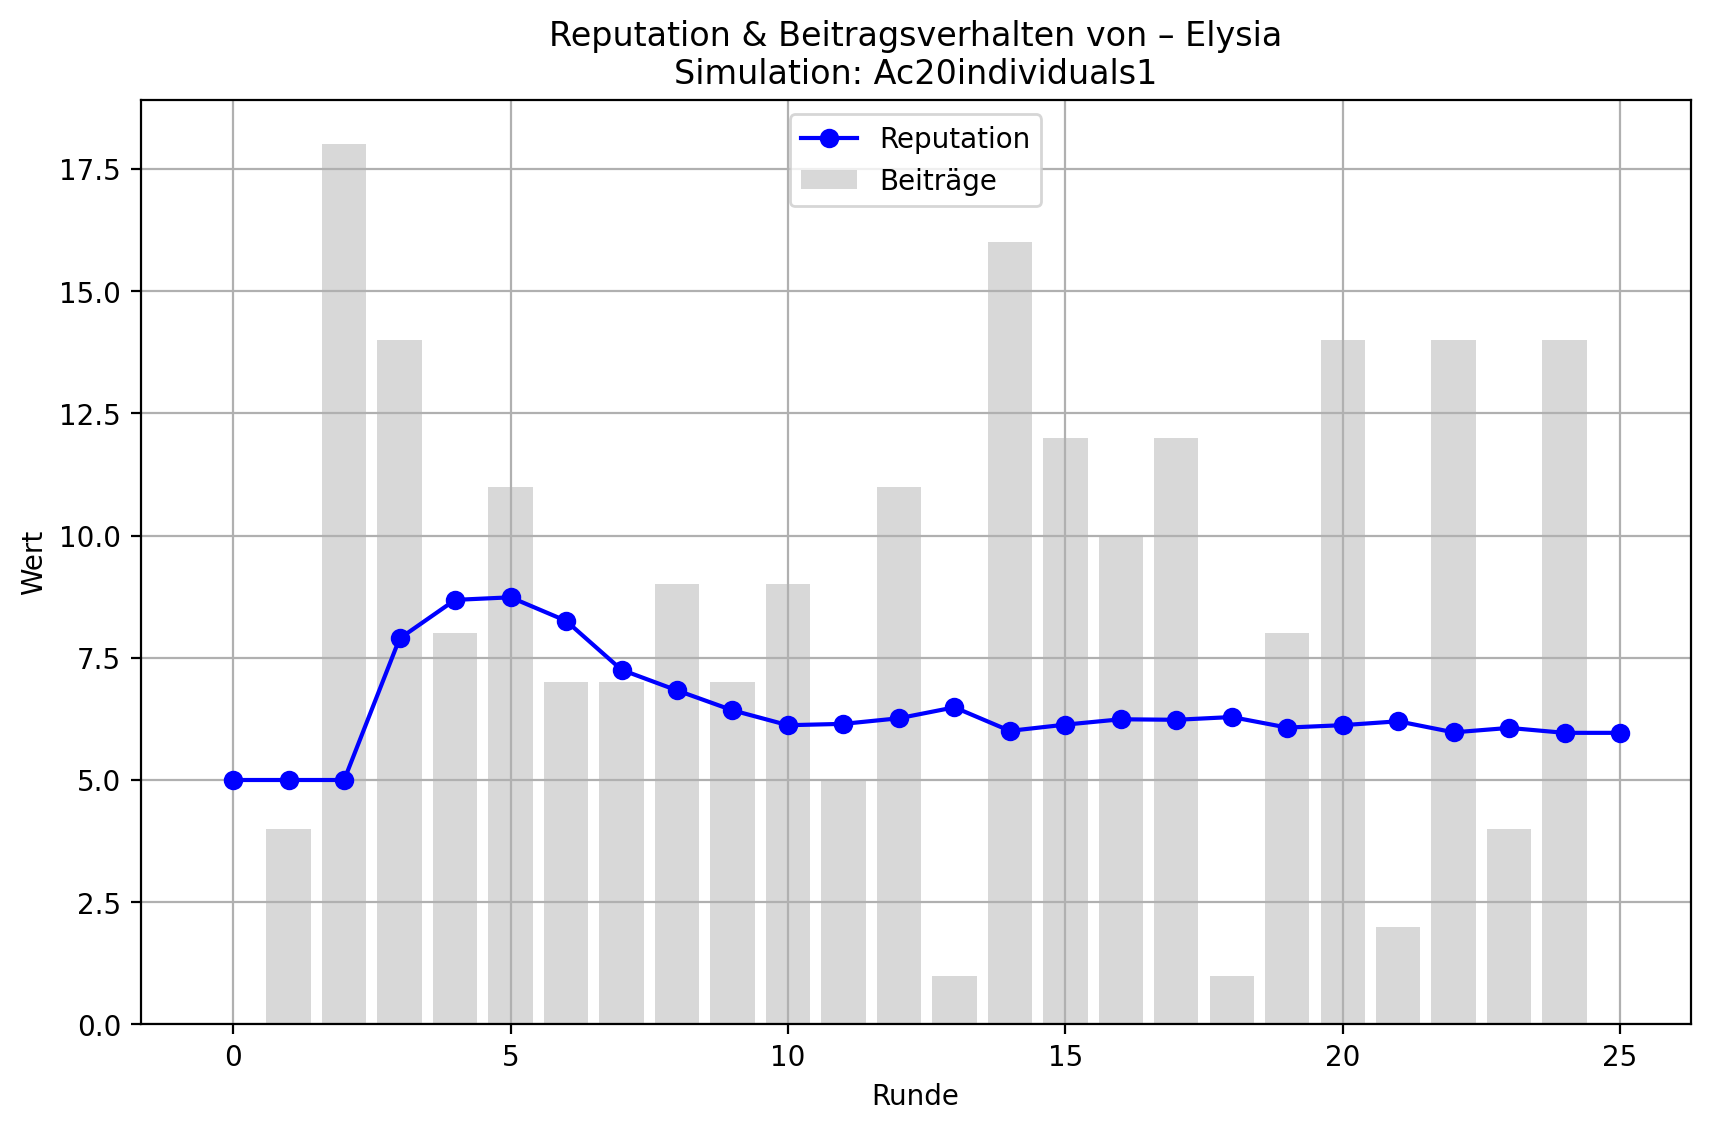 Reputation & Beitragsverhalten von – Elysia
Simulation: Ac20individuals1
Reputation
Beiträge
Wert
17.5
15.0
12.5
10.0
7.5
5.0
2.5
0.0
0 5 10 15 20 25
Runde